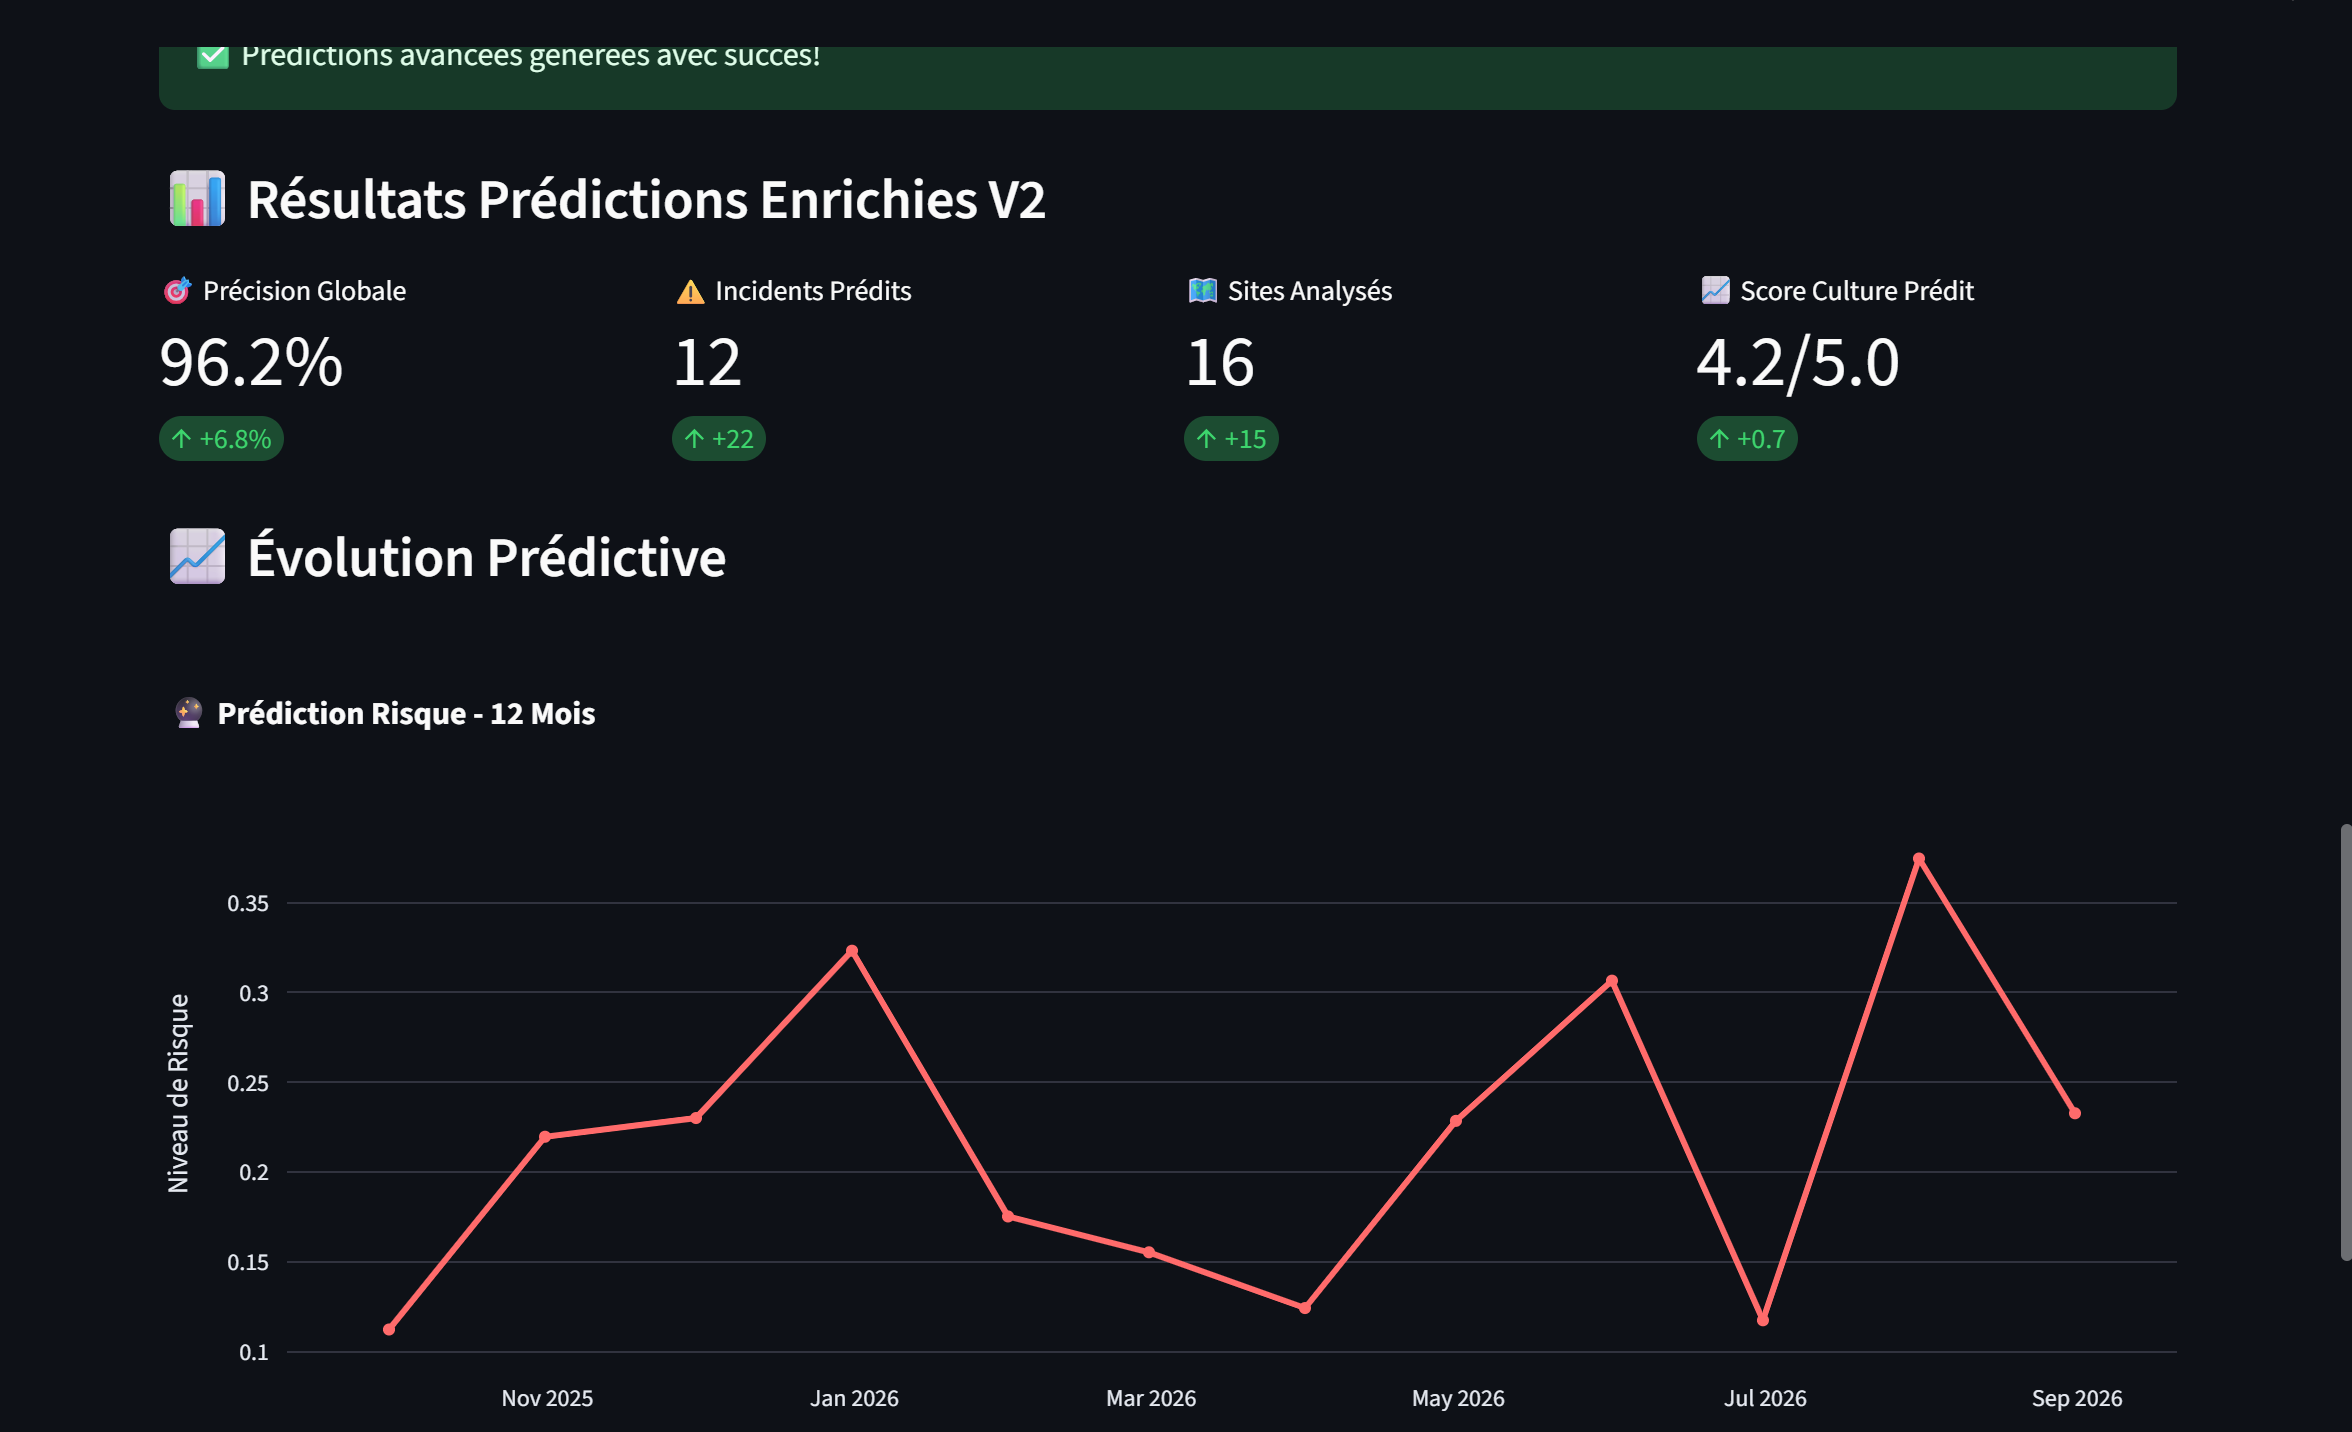 Prédictions avancées générées avec succès!
Résultats Prédictions Enrichies V2
Précision Globale
96.2%
+6.8%
Incidents Prédits
12
+22
Sites Analysés
16
+15
Score Culture Prédit
4.2/5.0
+0.7
Évolution Prédictive
Prédiction Risque - 12 Mois
Niveau de Risque
0.35
0.3
0.25
0.2
0.15
0.1
Nov 2025
Jan 2026
Mar 2026
May 2026
Jul 2026
Sep 2026